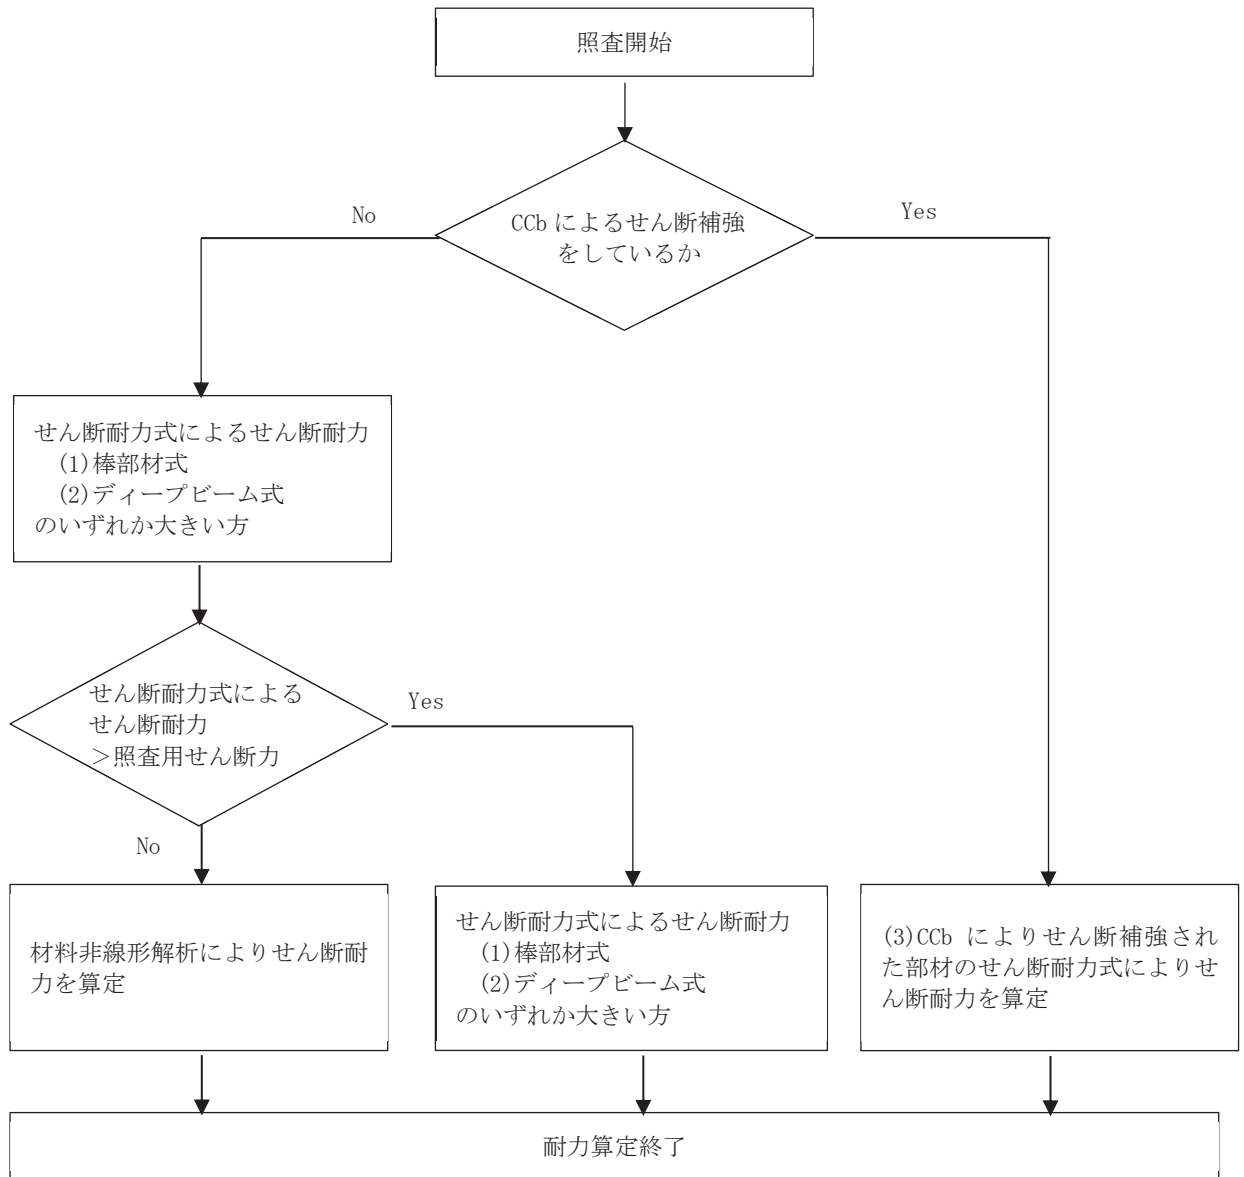 照査開始
CCb によるせん断補強
をしているか
No
Yes
せん断耐力式によるせん断耐力
(1)棒部材式
(2)ディープビーム式
のいずれか大きい方
せん断耐力式による
せん断耐力
＞照査用せん断力
Yes
No
材料非線形解析によりせん断耐
力を算定
せん断耐力式によるせん断耐力
(1)棒部材式
(2)ディープビーム式
のいずれか大きい方
(3)CCb によりせん断補強され
た部材のせん断耐力式によりせ
ん断耐力を算定
耐力算定終了